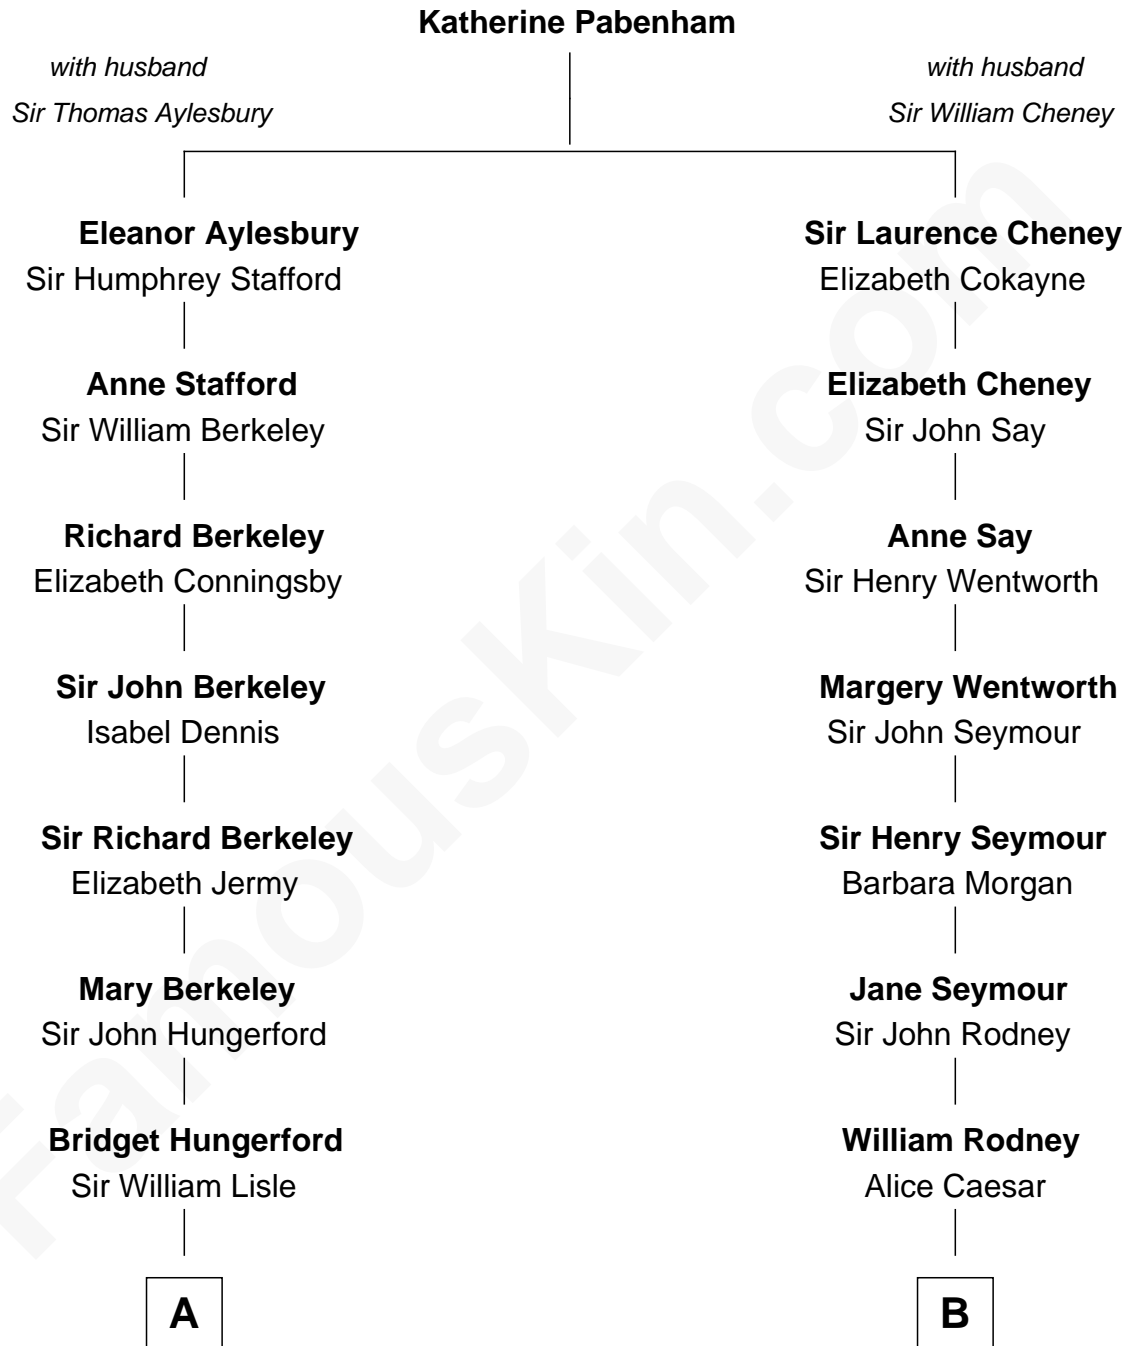 Katherine Pabenham
with husband
Sir Thomas Aylesbury
with husband
Sir William Cheney
Eleanor Aylesbury
Sir Humphrey Stafford
Sir Laurence Cheney
Elizabeth Cokayne
Anne Stafford
Sir William Berkeley
Elizabeth Cheney
Sir John Say
Richard Berkeley
Elizabeth Conningsby
Anne Say
Sir Henry Wentworth
Sir John Berkeley
Isabel Dennis
Margery Wentworth
Sir John Seymour
Sir Richard Berkeley
Elizabeth Jermy
Sir Henry Seymour
Barbara Morgan
Mary Berkeley
Sir John Hungerford
Jane Seymour
Sir John Rodney
Bridget Hungerford
Sir William Lisle
William Rodney
Alice Caesar
A
B
FamousKin.com